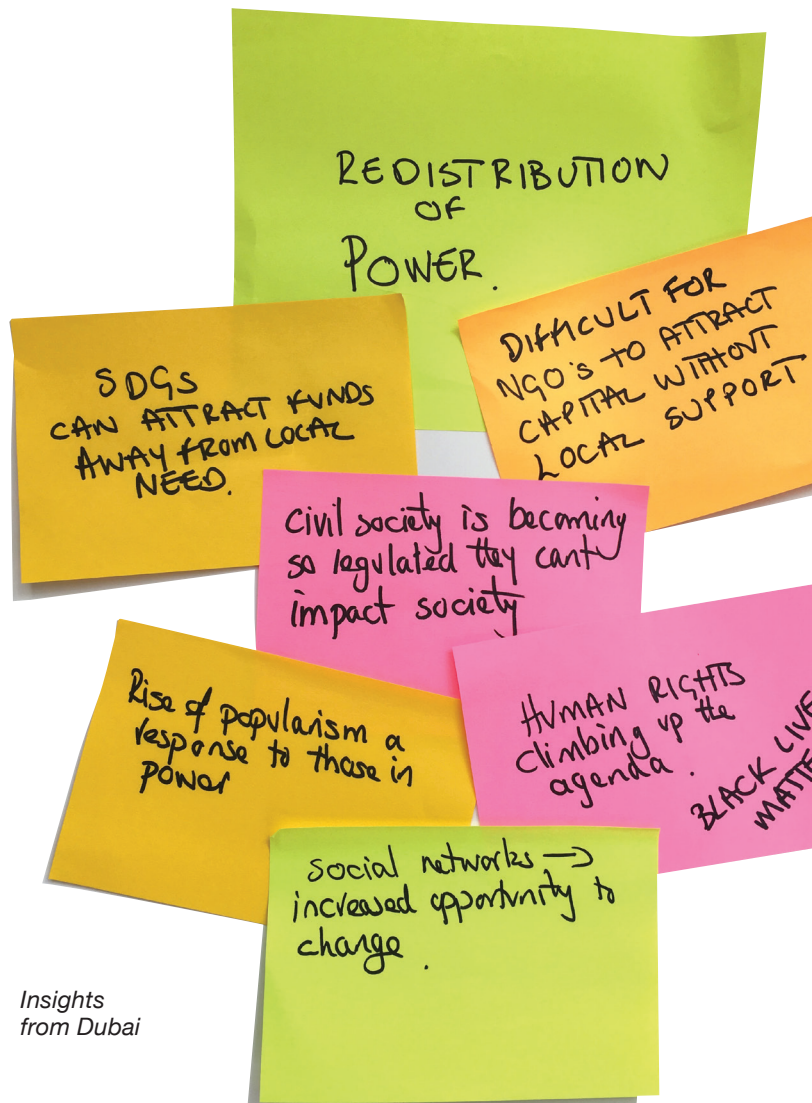 REDISTRIBUTION
OF
POWER.
DIFFICULT FOR
NGO'S TO ATTRACT
CAPITAL WITHOUT
LOCAL SUPPORT
SDGS
CAN ATTRACT FUNDS
AWAY FROM LOCAL
NEED.
Civil society is becoming
so regulated they cant
impact society
Rise of popularism a
response to those in
power
HUMAN RIGHTS
climbing up the
agenda.
BLACK LIVE
MATTE
Social networks →
increased opportunity to
change.
Insights
from Dubai